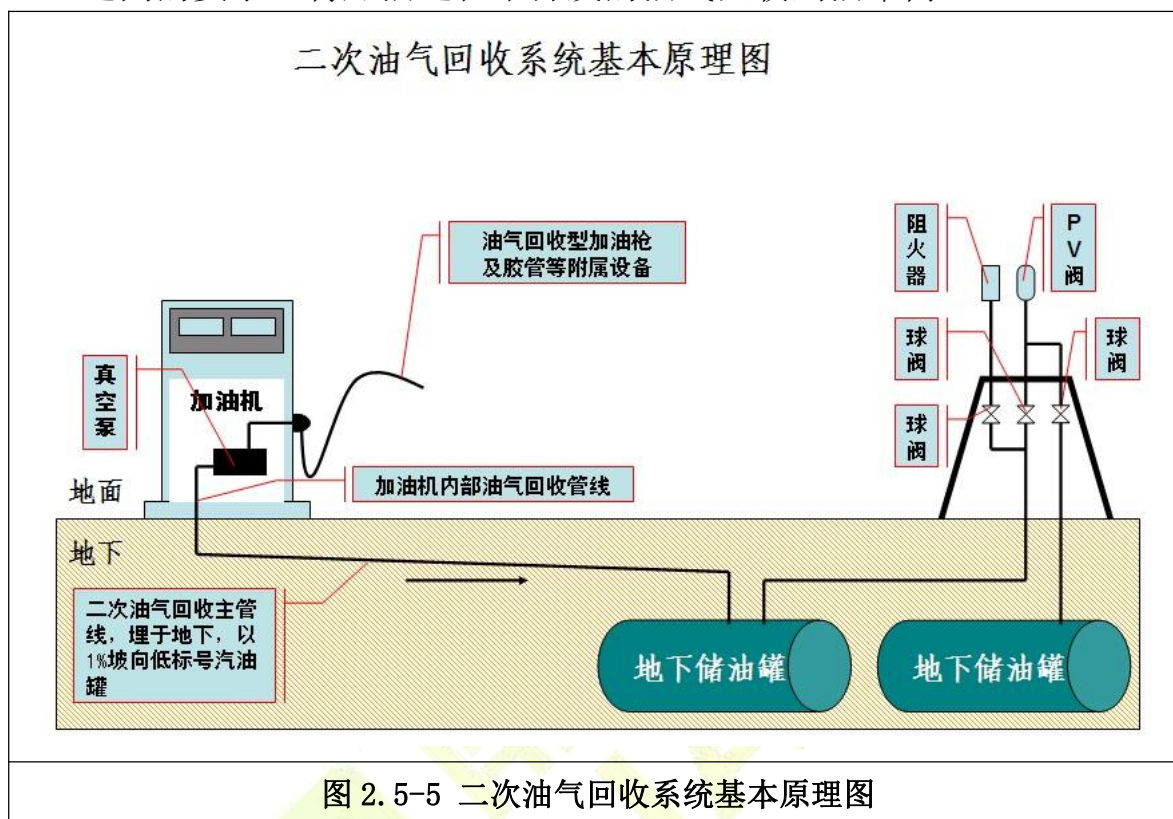 二次油气回收系统基本原理图
油气回收型加油枪
及胶管等附属设备
阻火器
PV阀
球阀
球阀
球阀
真空泵
加油机
加油机内部油气回收管线
地面
地下
二次油气回收主管
线，埋于地下，以
1%坡向低标号汽油
罐
地下储油罐
地下储油罐
图 2.5-5 二次油气回收系统基本原理图